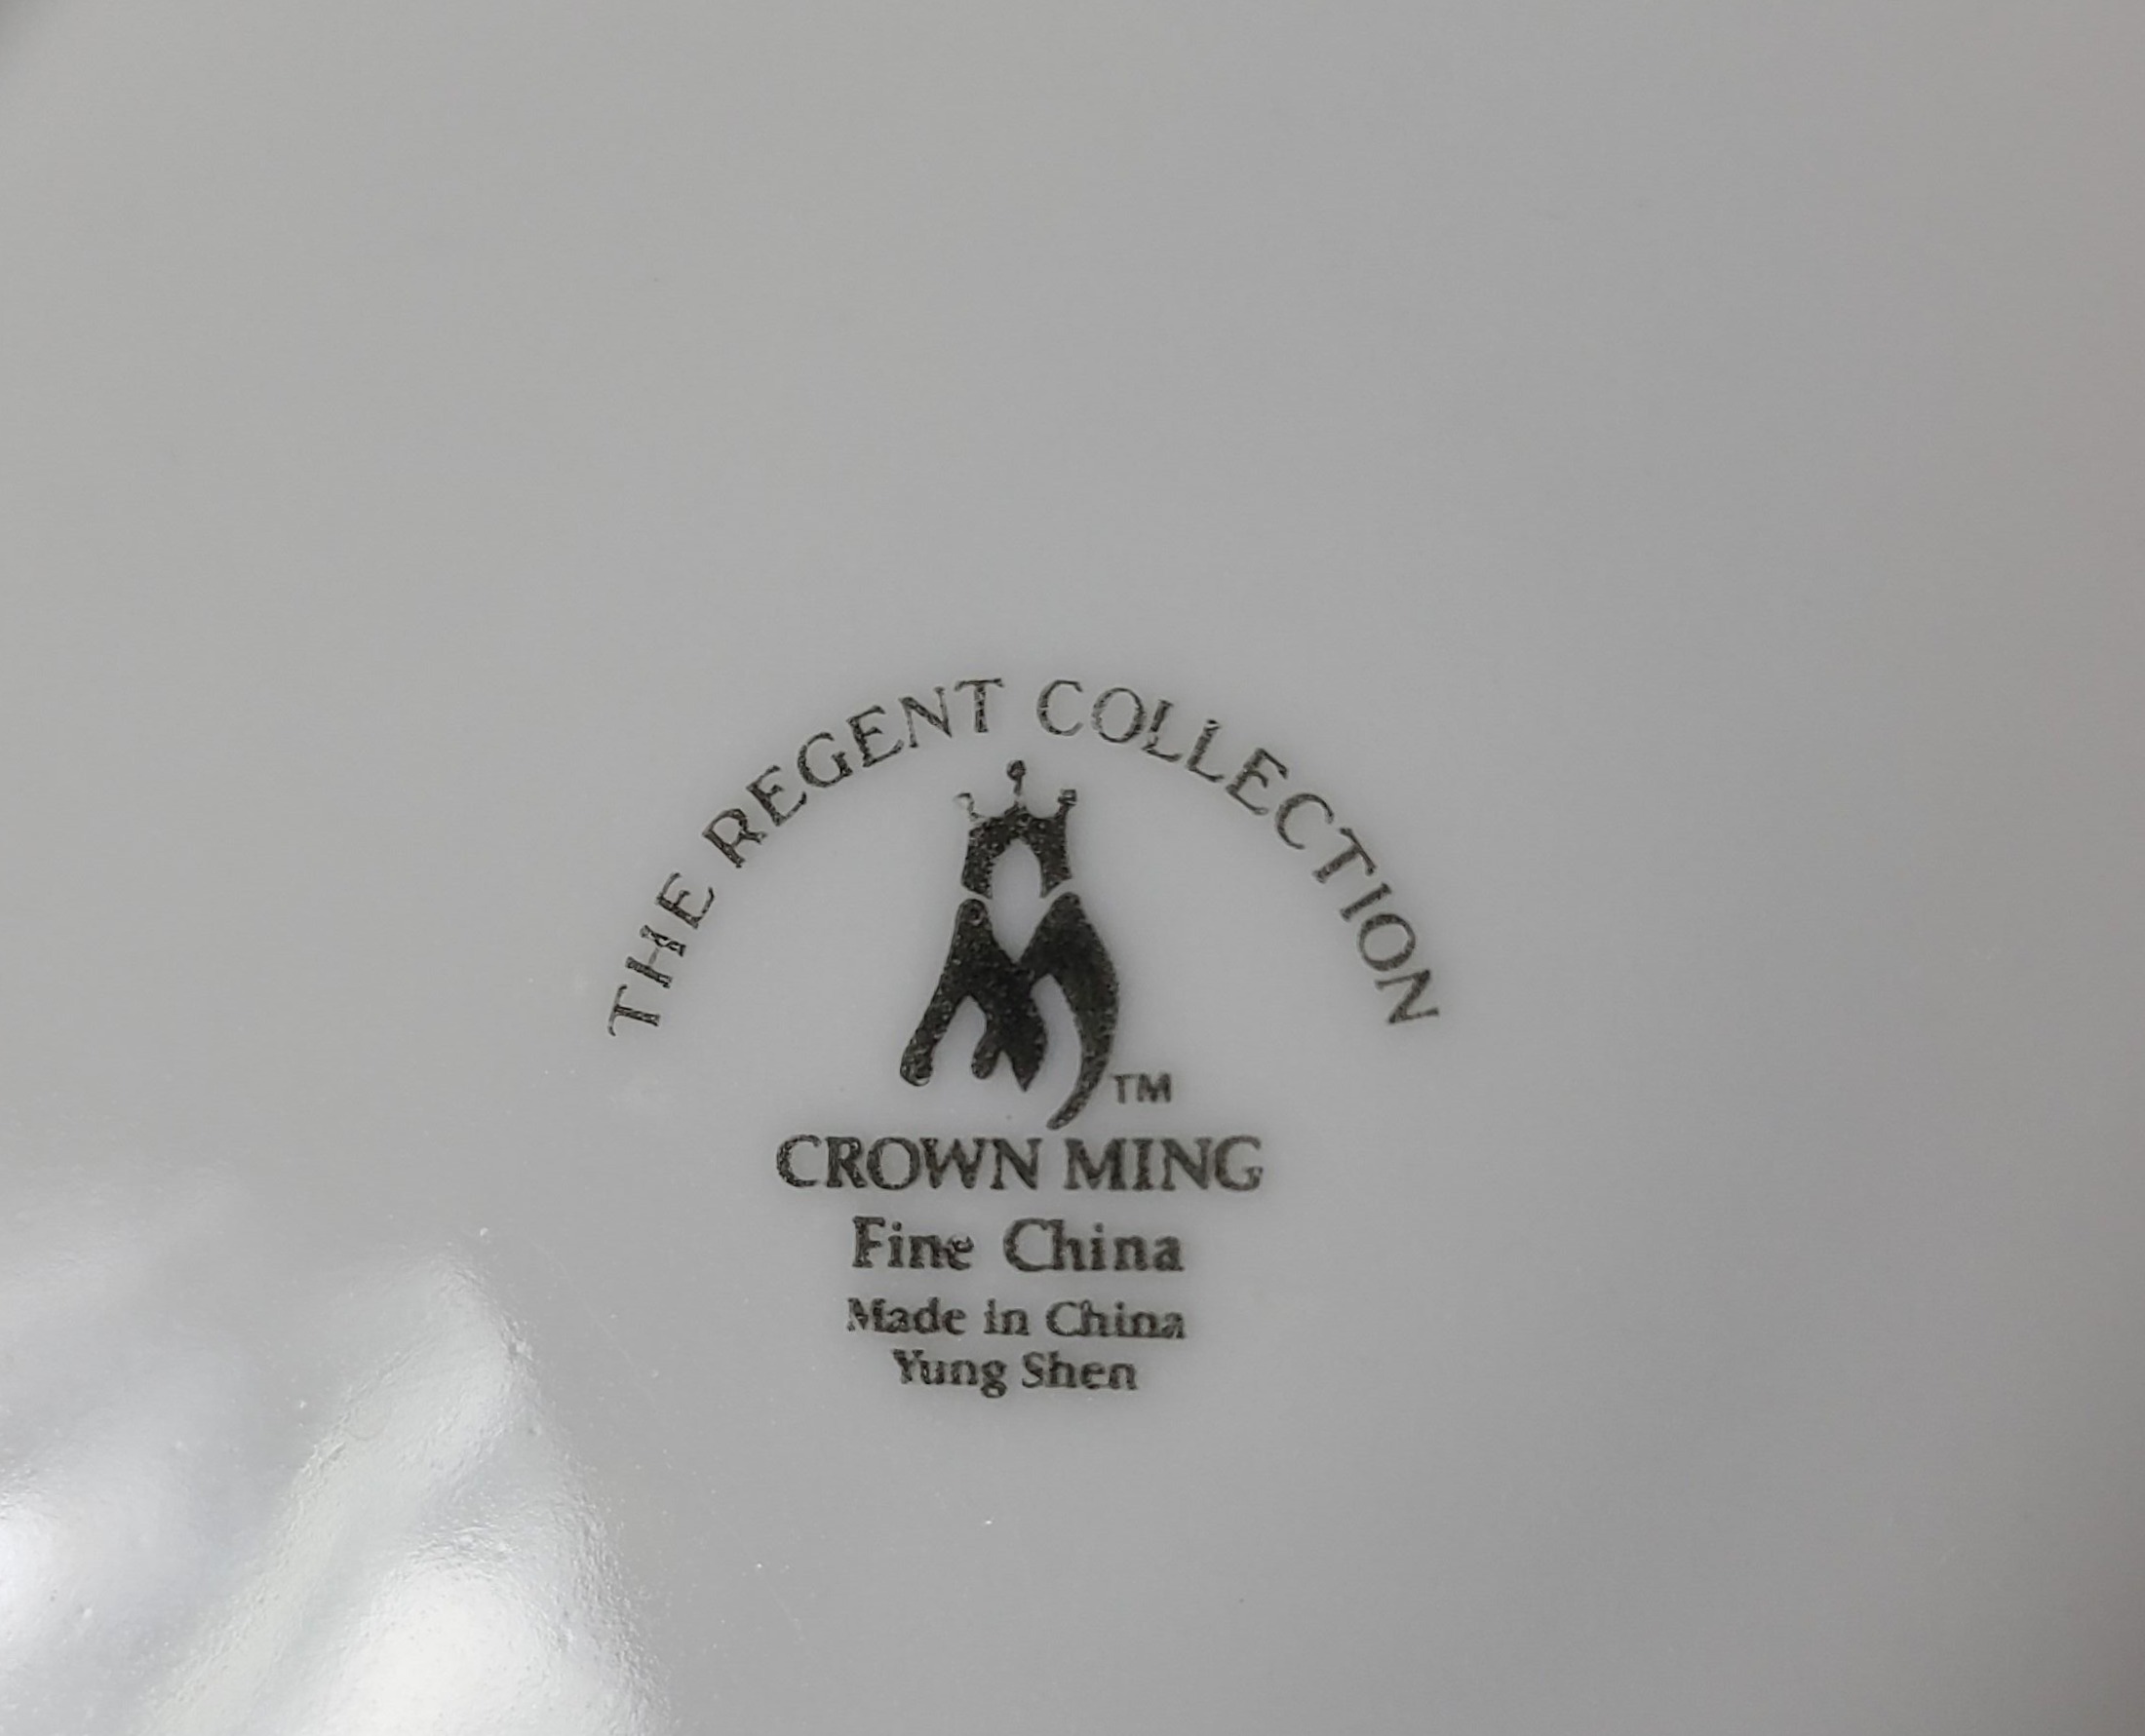 THE REGENT COLLECTION
TM
CROWN MING
Fine China
Made in China
Yung Shen